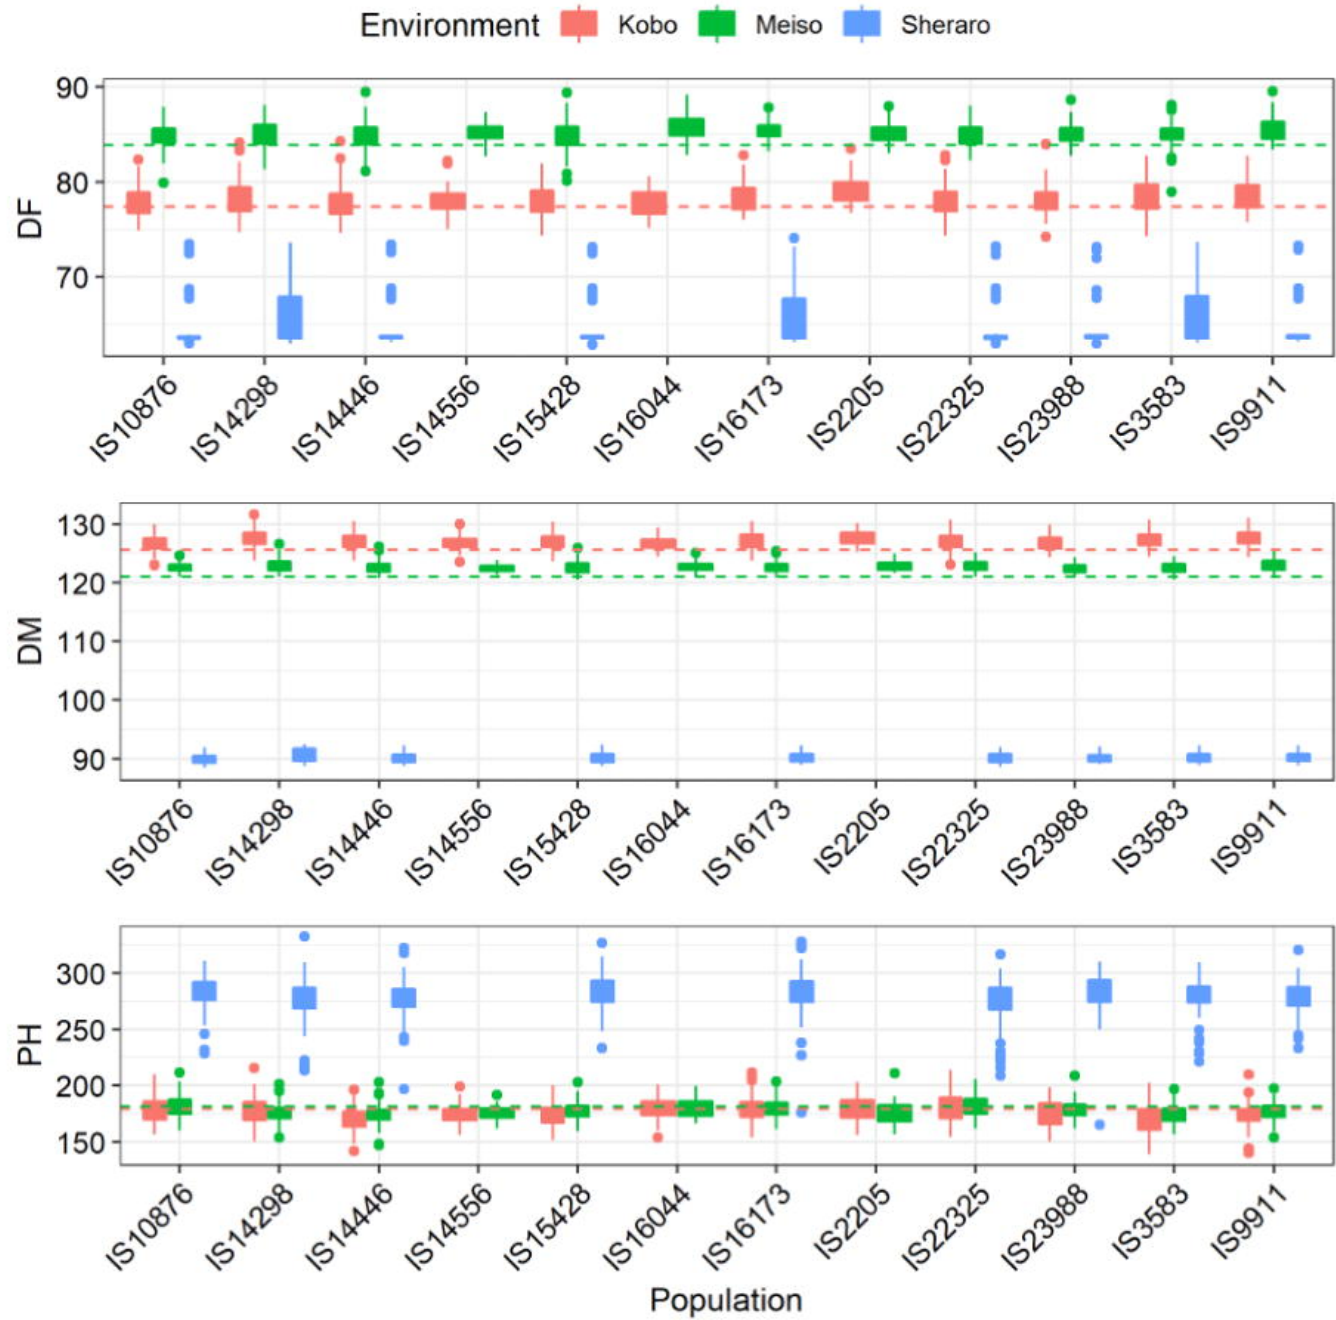 Environment Kobo Meiso Sheraro
DF
90
80
70
IS10876 IS14298 IS14446 IS14556 IS15428 IS16044 IS16173 IS2205 IS22325 IS23988 IS3583 IS9911
DM
130
120
110
100
90
IS10876 IS14298 IS14446 IS14556 IS15428 IS16044 IS16173 IS2205 IS22325 IS23988 IS3583 IS9911
PH
300
250
200
150
IS10876 IS14298 IS14446 IS14556 IS15428 IS16044 IS16173 IS2205 IS22325 IS23988 IS3583 IS9911
Population